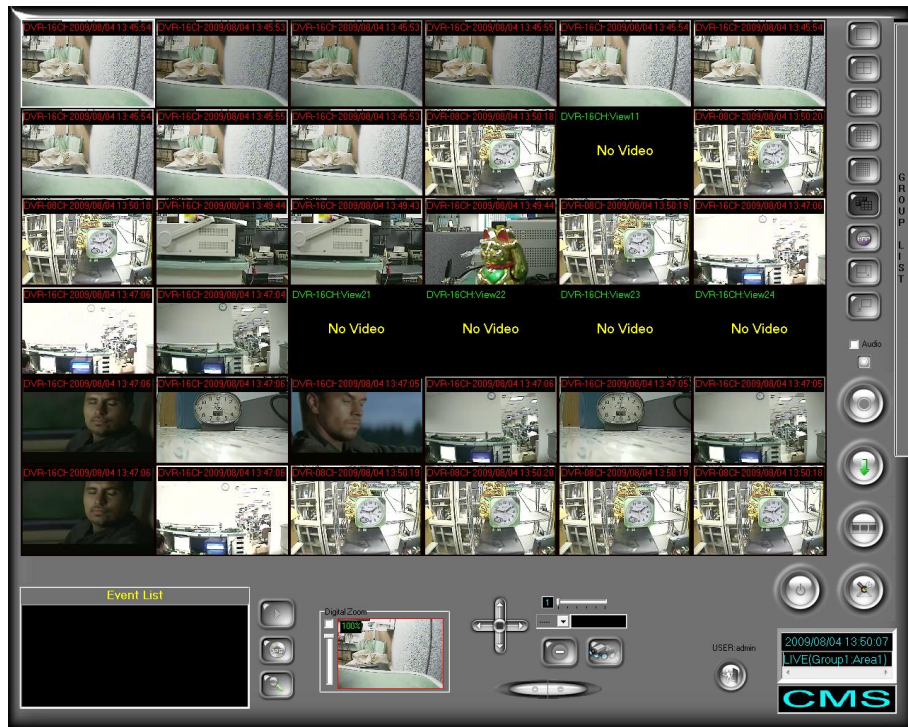 DVR-16CH 2009/08/04 13:45:54
DVR-16CH 2009/08/04 13:45:53
DVR-16CH 2009/08/04 13:45:53
DVR-16CH 2009/08/04 13:45:55
DVR-16CH 2009/08/04 13:45:54
DVR-16CH 2009/08/04 13:45:54
DVR-16CH 2009/08/04 13:45:54
DVR-16CH 2009/08/04 13:45:55
DVR-16CH 2009/08/04 13:45:53
DVR-08CH 2009/08/04 13:50:18
DVR-16CH:View11
No Video
DVR-08CH 2009/08/04 13:50:20
DVR-08CH 2009/08/04 13:50:18
DVR-16CH 2009/08/04 13:49:44
DVR-16CH 2009/08/04 13:49:43
DVR-16CH 2009/08/04 13:49:44
DVR-08CH 2009/08/04 13:50:19
DVR-16CH 2009/08/04 13:47:06
DVR-16CH 2009/08/04 13:47:06
DVR-16CH 2009/08/04 13:47:04
DVR-16CH:View21
No Video
DVR-16CH:View22
No Video
DVR-16CH:View23
No Video
DVR-16CH:View24
No Video
DVR-16CH 2009/08/04 13:47:06
DVR-16CH 2009/08/04 13:47:06
DVR-16CH 2009/08/04 13:47:05
DVR-16CH 2009/08/04 13:47:06
DVR-16CH 2009/08/04 13:47:05
DVR-16CH 2009/08/04 13:47:05
DVR-16CH 2009/08/04 13:47:06
DVR-16CH 2009/08/04 13:47:06
DVR-08CH 2009/08/04 13:50:19
DVR-08CH 2009/08/04 13:50:20
DVR-08CH 2009/08/04 13:50:19
DVR-08CH 2009/08/04 13:50:18
GROUP LIST
Audio
Event List
Digital Zoom
100%
1
----
USER:admin
2009/08/04 13:50:07
LIVE(Group1:Area1)
CMS